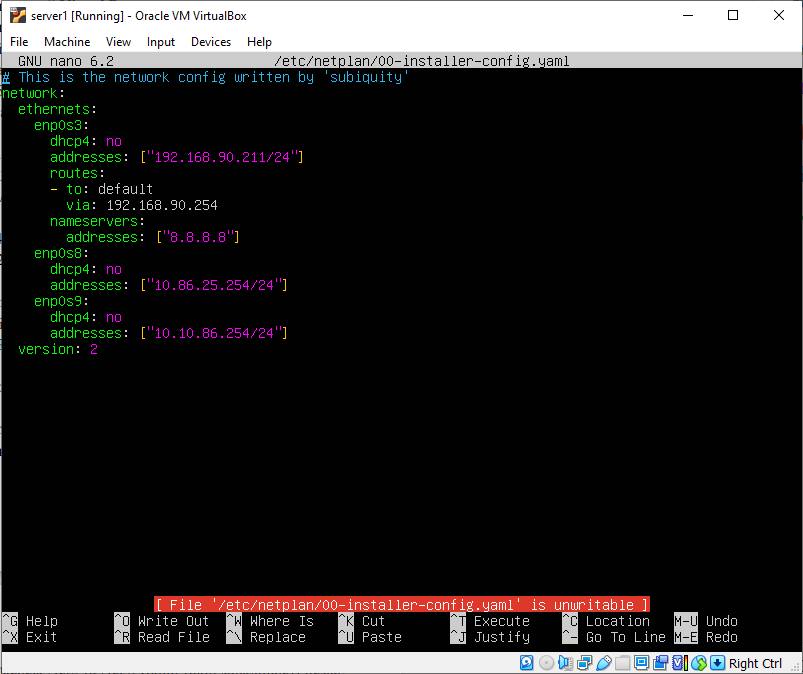 server1 [Running] - Oracle VM VirtualBox
File Machine View Input Devices Help
GNU nano 6.2 /etc/netplan/00-installer-config.yaml
# This is the network config written by 'subiquity'
network:
  ethernets:
    enp0s3:
      dhcp4: no
      addresses: ["192.168.90.211/24"]
      routes:
      - to: default
        via: 192.168.90.254
      nameservers:
        addresses: ["8.8.8.8"]
    enp0s8:
      dhcp4: no
      addresses: ["10.86.25.254/24"]
    enp0s9:
      dhcp4: no
      addresses: ["10.10.86.254/24"]
  version: 2
[ File '/etc/netplan/00-installer-config.yaml' is unwritable ]
^G Help ^O Write Out ^W Where Is ^K Cut ^T Execute ^C Location M-U Undo
^X Exit ^R Read File ^\ Replace ^U Paste ^J Justify ^- Go To Line M-E Redo
Right Ctrl